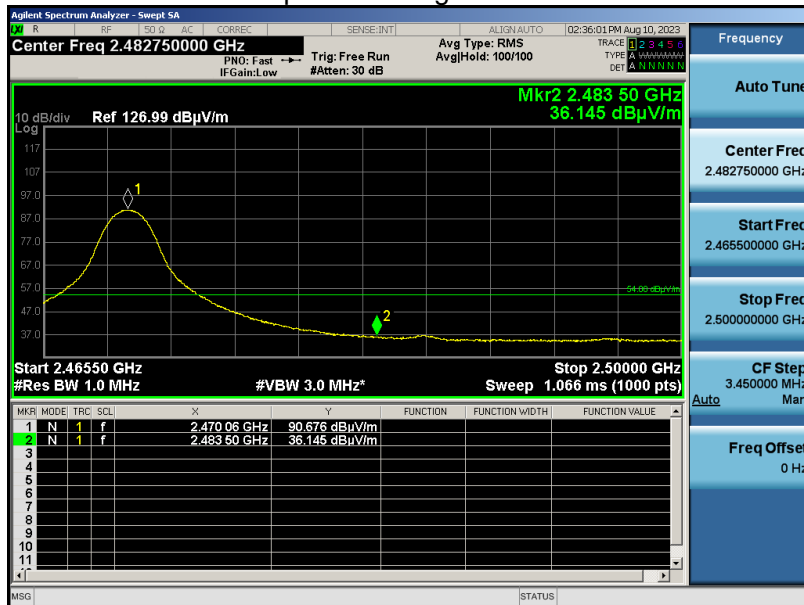 Agilent Spectrum Analyzer - Swept SA
LXI R RF 50 Ω AC CORREC SENSE:INT ALIGN AUTO 02:36:01 PM Aug 10, 2023
Center Freq 2.482750000 GHz
PNO: Fast
IFGain:Low
Trig: Free Run
#Atten: 30 dB
Avg Type: RMS
Avg|Hold: 100/100
TRACE 1 2 3 4 5 6
TYPE A WWWWW
DET A N N N N N
Mkr2 2.483 50 GHz
36.145 dBµV/m
10 dB/div Ref 126.99 dBµV/m
Log
117
107
97.0
87.0
77.0
67.0
57.0
47.0
37.0
1
2
54.00 dBµV/m
Start 2.46550 GHz Stop 2.50000 GHz
#Res BW 1.0 MHz #VBW 3.0 MHz* Sweep 1.066 ms (1000 pts)
MKR MODE TRC SCL X Y FUNCTION FUNCTION WIDTH FUNCTION VALUE
1 N 1 f 2.470 06 GHz 90.676 dBµV/m
2 N 1 f 2.483 50 GHz 36.145 dBµV/m
3
4
5
6
7
8
9
10
11
MSG STATUS
Frequency
Auto Tune
Center Freq
2.482750000 GHz
Start Freq
2.465500000 GHz
Stop Freq
2.500000000 GHz
CF Step
3.450000 MHz
Auto Man
Freq Offset
0 Hz